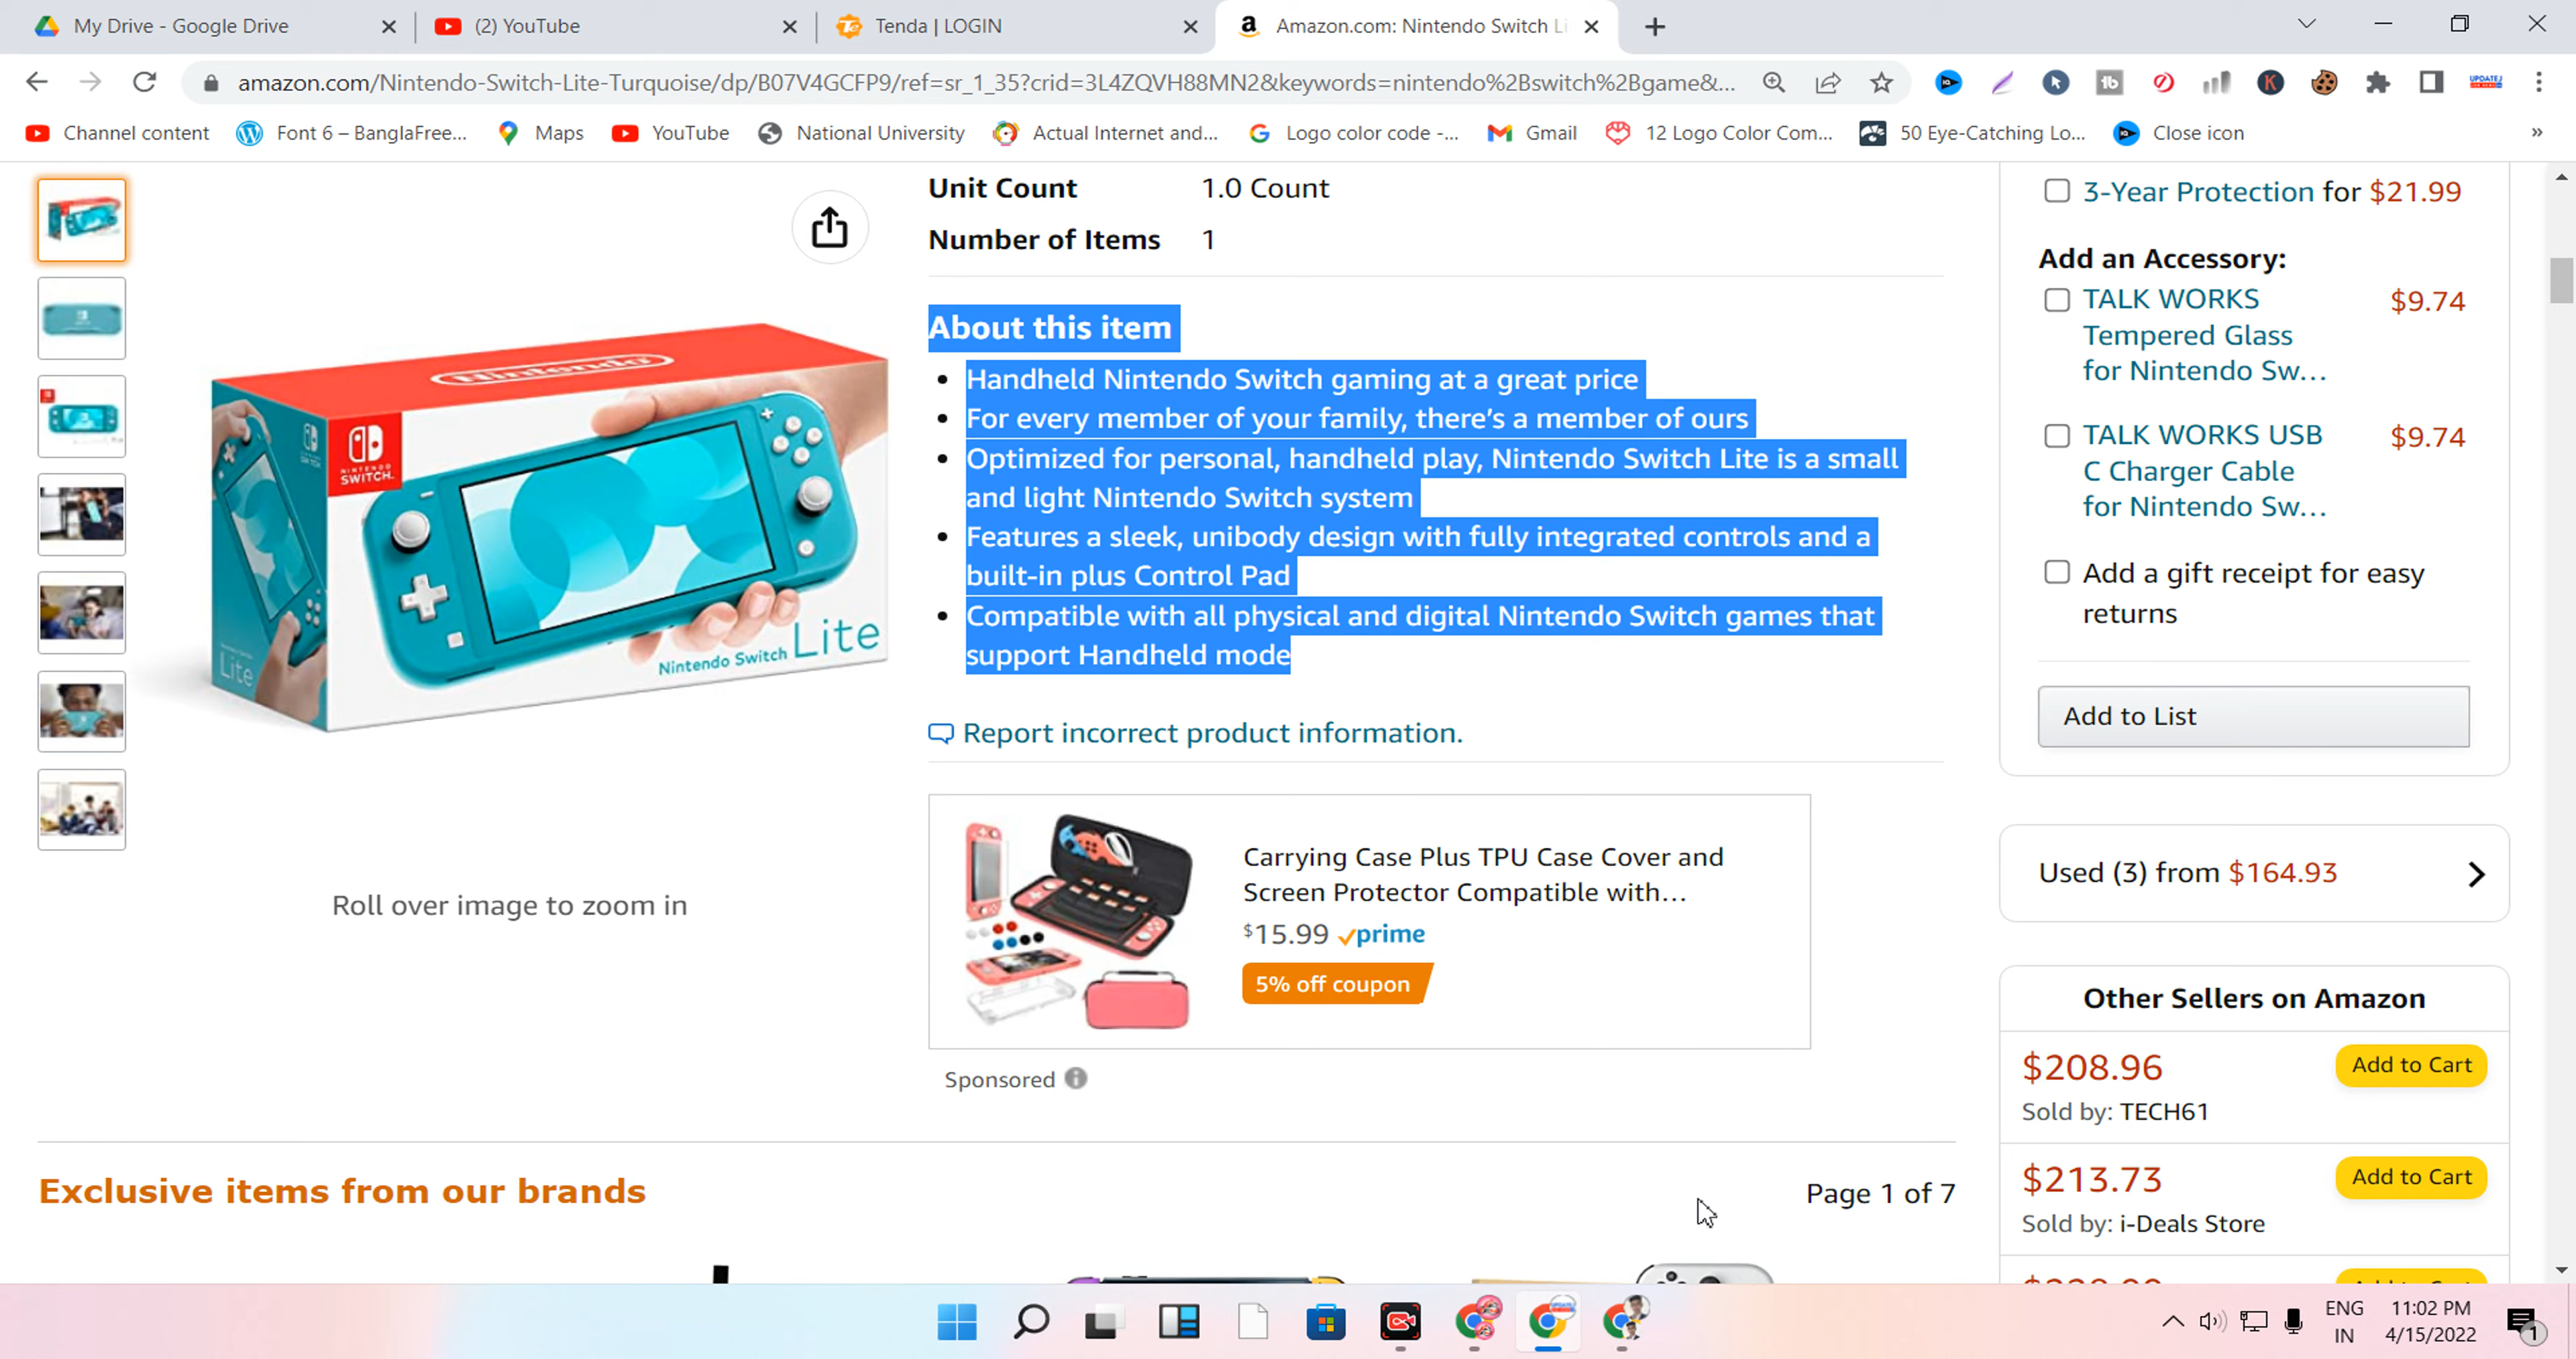 My Drive - Google Drive
(2) YouTube
Tenda | LOGIN
Amazon.com: Nintendo Switch Li
amazon.com/Nintendo-Switch-Lite-Turquoise/dp/B07V4GCFP9/ref=sr_1_35?crid=3L4ZQVH88MN2&keywords=nintendo%2Bswitch%2Bgame&...
Channel content
Font 6 – BanglaFree...
Maps
YouTube
National University
Actual Internet and...
Logo color code -...
Gmail
12 Logo Color Com...
50 Eye-Catching Lo...
Close icon
»
Nintendo
NINTENDO
SWITCH.
Nintendo Switch Lite
Lite
Roll over image to zoom in
Unit Count 1.0 Count
Number of Items 1
About this item
• Handheld Nintendo Switch gaming at a great price
• For every member of your family, there’s a member of ours
• Optimized for personal, handheld play, Nintendo Switch Lite is a small
and light Nintendo Switch system
• Features a sleek, unibody design with fully integrated controls and a
built-in plus Control Pad
• Compatible with all physical and digital Nintendo Switch games that
support Handheld mode
Report incorrect product information.
Carrying Case Plus TPU Case Cover and
Screen Protector Compatible with...
$15.99 prime
5% off coupon
Sponsored
3-Year Protection for $21.99
Add an Accessory:
TALK WORKS $9.74
Tempered Glass
for Nintendo Sw...
TALK WORKS USB $9.74
C Charger Cable
for Nintendo Sw...
Add a gift receipt for easy
returns
Add to List
Used (3) from $164.93
Other Sellers on Amazon
$208.96 Add to Cart
Sold by: TECH61
$213.73 Add to Cart
Sold by: i-Deals Store
Exclusive items from our brands
Page 1 of 7
ENG
IN
11:02 PM
4/15/2022
1